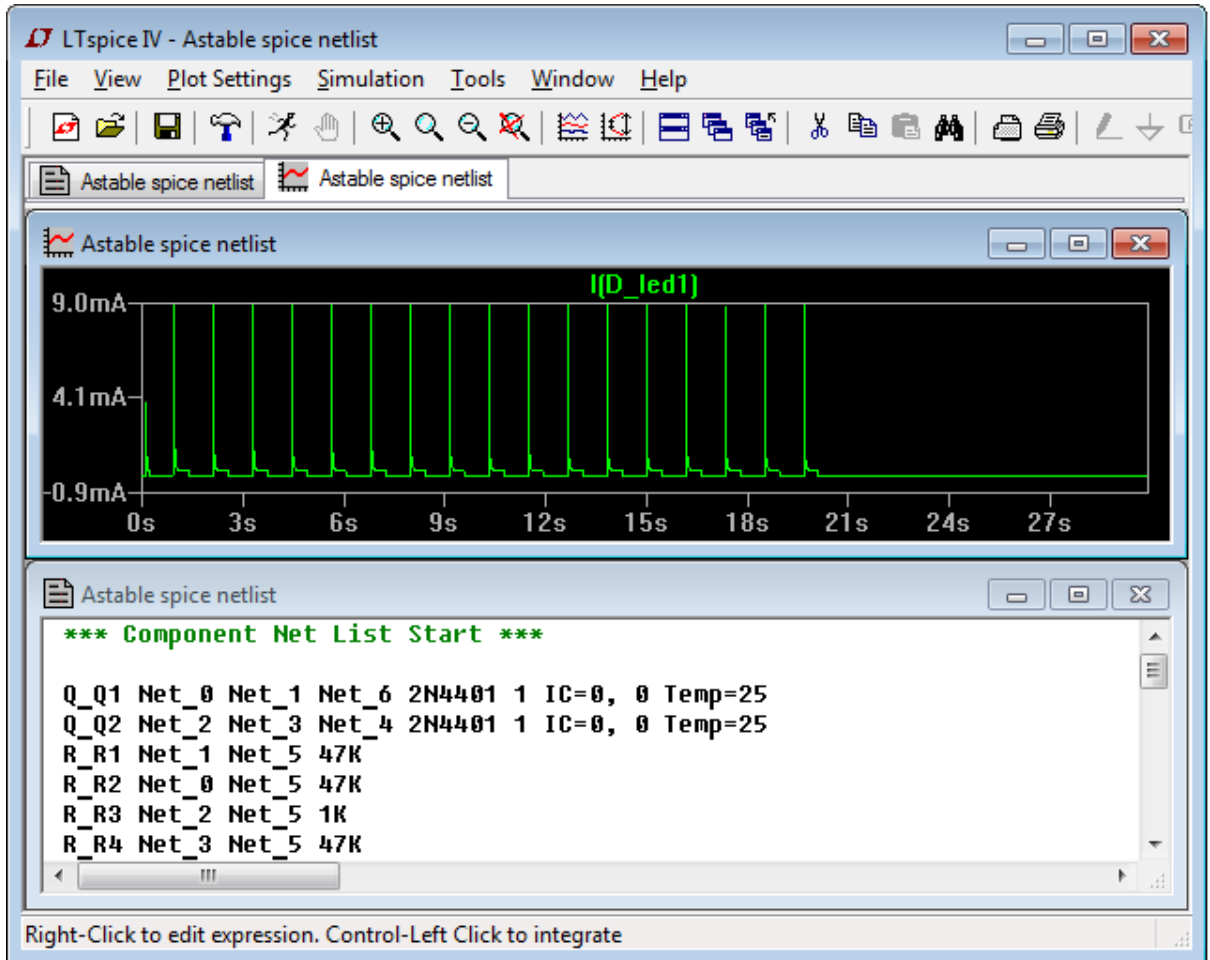 LTspice IV - Astable spice netlist
File View Plot Settings Simulation Tools Window Help
Astable spice netlist Astable spice netlist
Astable spice netlist
I(D_led1)
9.0mA
4.1mA
-0.9mA
0s 3s 6s 9s 12s 15s 18s 21s 24s 27s
Astable spice netlist
*** Component Net List Start ***
Q_Q1 Net_0 Net_1 Net_6 2N4401 1 IC=0, 0 Temp=25
Q_Q2 Net_2 Net_3 Net_4 2N4401 1 IC=0, 0 Temp=25
R_R1 Net_1 Net_5 47K
R_R2 Net_0 Net_5 47K
R_R3 Net_2 Net_5 1K
R_R4 Net_3 Net_5 47K
Right-Click to edit expression. Control-Left Click to integrate